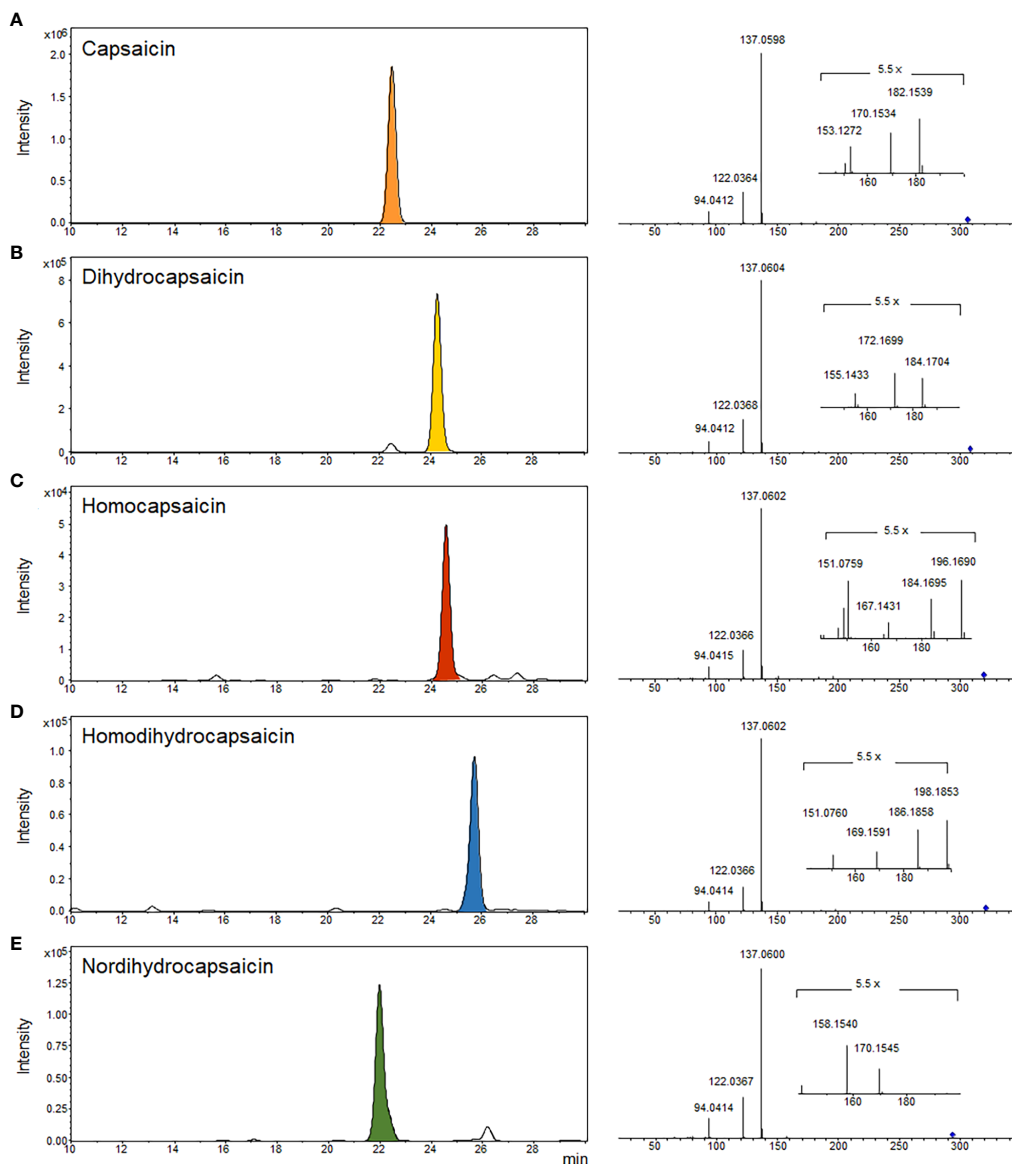 A
x10⁶
Capsaicin
2.0
1.5
1.0
0.5
0.0
Intensity
10 12 14 16 18 20 22 24 26 28
137.0598
122.0364
94.0412
5.5 x
182.1539
170.1534
153.1272
160 180
50 100 150 200 250 300
B
x10⁵
Dihydrocapsaicin
8
6
4
2
0
Intensity
10 12 14 16 18 20 22 24 26 28
137.0604
122.0368
94.0412
5.5 x
172.1699
184.1704
155.1433
160 180
50 100 150 200 250 300
C
x10⁴
Homocapsaicin
5
4
3
2
1
0
Intensity
10 12 14 16 18 20 22 24 26 28
137.0602
122.0366
94.0415
5.5 x
151.0759
196.1690
184.1695
167.1431
160 180
50 100 150 200 250 300
D
x10⁵
Homodihydrocapsaicin
1.0
0.8
0.6
0.4
0.2
0.0
Intensity
10 12 14 16 18 20 22 24 26 28
137.0602
122.0366
94.0414
5.5 x
198.1853
151.0760
186.1858
169.1591
160 180
50 100 150 200 250 300
E
x10⁵
Nordihydrocapsaicin
1.25
1.00
0.75
0.50
0.25
0.00
Intensity
10 12 14 16 18 20 22 24 26 28
min
137.0600
122.0367
94.0414
5.5 x
158.1540
170.1545
160 180
50 100 150 200 250 300